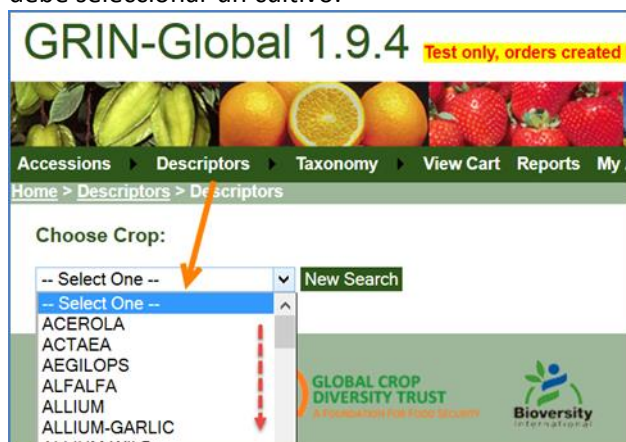 debe seleccionar un cultivo.
GRIN-Global 1.9.4 Test only, orders created
Accessions Descriptors Taxonomy View Cart Reports My
Home > Descriptors > Descriptors
Choose Crop:
-- Select One -- New Search
-- Select One --
ACEROLA
ACTAEA
AEGILOPS
ALFALFA
ALLIUM
ALLIUM-GARLIC
GLOBAL CROP
DIVERSITY TRUST
A FOUNDATION FOR FOOD SECURITY
Bioversity
International